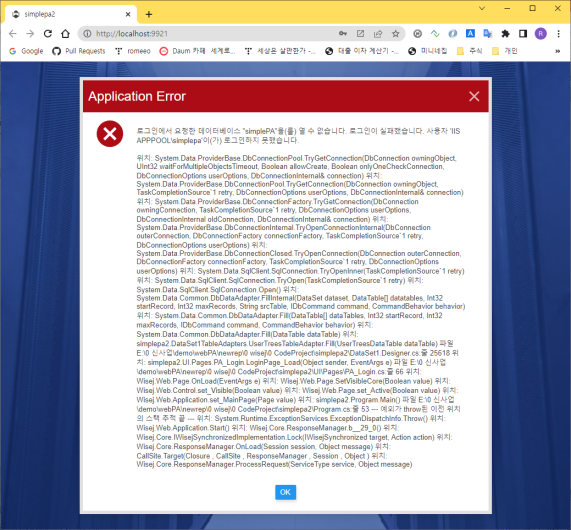 simplepa2
http://localhost:9921
Google
Pull Requests
romeeo
Daum 카페 세계로...
세상은 살만한가 -...
대출 이자 계산기 -...
미니네집
주식
개인
»
Application Error
로그인에서 요청한 데이터베이스 "simplePA"을(를) 열 수 없습니다. 로그인이 실패했습니다. 사용자 'IIS
APPPOOL\simplepa'이(가) 로그인하지 못했습니다.
위치: System.Data.ProviderBase.DbConnectionPool.TryGetConnection(DbConnection owningObject,
UInt32 waitForMultipleObjectsTimeout, Boolean allowCreate, Boolean onlyOneCheckConnection,
DbConnectionOptions userOptions, DbConnectionInternal& connection) 위치:
System.Data.ProviderBase.DbConnectionPool.TryGetConnection(DbConnection owningObject,
TaskCompletionSource`1 retry, DbConnectionOptions userOptions, DbConnectionInternal& connection)
위치: System.Data.ProviderBase.DbConnectionFactory.TryGetConnection(DbConnection
owningConnection, TaskCompletionSource`1 retry, DbConnectionOptions userOptions,
DbConnectionInternal oldConnection, DbConnectionInternal& connection) 위치:
System.Data.ProviderBase.DbConnectionInternal.TryOpenConnectionInternal(DbConnection
outerConnection, DbConnectionFactory connectionFactory, TaskCompletionSource`1 retry,
DbConnectionOptions userOptions) 위치:
System.Data.ProviderBase.DbConnectionClosed.TryOpenConnection(DbConnection outerConnection,
DbConnectionFactory connectionFactory, TaskCompletionSource`1 retry, DbConnectionOptions
userOptions) 위치: System.Data.SqlClient.SqlConnection.TryOpenInner(TaskCompletionSource`1 retry)
위치: System.Data.SqlClient.SqlConnection.TryOpen(TaskCompletionSource`1 retry) 위치:
System.Data.SqlClient.SqlConnection.Open() 위치:
System.Data.Common.DbDataAdapter.FillInternal(DataSet dataset, DataTable[] datatables, Int32
startRecord, Int32 maxRecords, String srcTable, IDbCommand command, CommandBehavior behavior)
위치: System.Data.Common.DbDataAdapter.Fill(DataTable[] dataTables, Int32 startRecord, Int32
maxRecords, IDbCommand command, CommandBehavior behavior) 위치:
System.Data.Common.DbDataAdapter.Fill(DataTable dataTable) 위치:
simplepa2.DataSet1TableAdapters.UserTreesTableAdapter.Fill(UserTreesDataTable dataTable) 파일
E:\0 신사업\demo\webPA\newrep\0 wisej\0 CodeProject\simplepa2\DataSet1.Designer.cs:줄 25618 위
치: simplepa2.UI.Pages.PA_Login.LoginPage_Load(Object sender, EventArgs e) 파일 E:\0 신사업
\demo\webPA\newrep\0 wisej\0 CodeProject\simplepa2\UI\Pages\PA_Login.cs:줄 66 위치:
Wisej.Web.Page.OnLoad(EventArgs e) 위치: Wisej.Web.Page.SetVisibleCore(Boolean value) 위치:
Wisej.Web.Control.set_Visible(Boolean value) 위치: Wisej.Web.Page.set_Active(Boolean value) 위치:
Wisej.Web.Application.set_MainPage(Page value) 위치: simplepa2.Program.Main() 파일 E:\0 신사업
\demo\webPA\newrep\0 wisej\0 CodeProject\simplepa2\Program.cs:줄 53 --- 예외가 throw된 이전 위치
의 스택 추적 끝 --- 위치: System.Runtime.ExceptionServices.ExceptionDispatchInfo.Throw() 위치:
Wisej.Web.Application.Start() 위치: Wisej.Core.ResponseManager.b__29_0() 위치:
Wisej.Core.IWisejSynchronizedImplementation.Lock(IWisejSynchronized target, Action action) 위치:
Wisej.Core.ResponseManager.OnLoad(Session session, Object message) 위치:
CallSite.Target(Closure , CallSite , ResponseManager , Session , Object ) 위치:
Wisej.Core.ResponseManager.ProcessRequest(ServiceType service, Object message)
OK